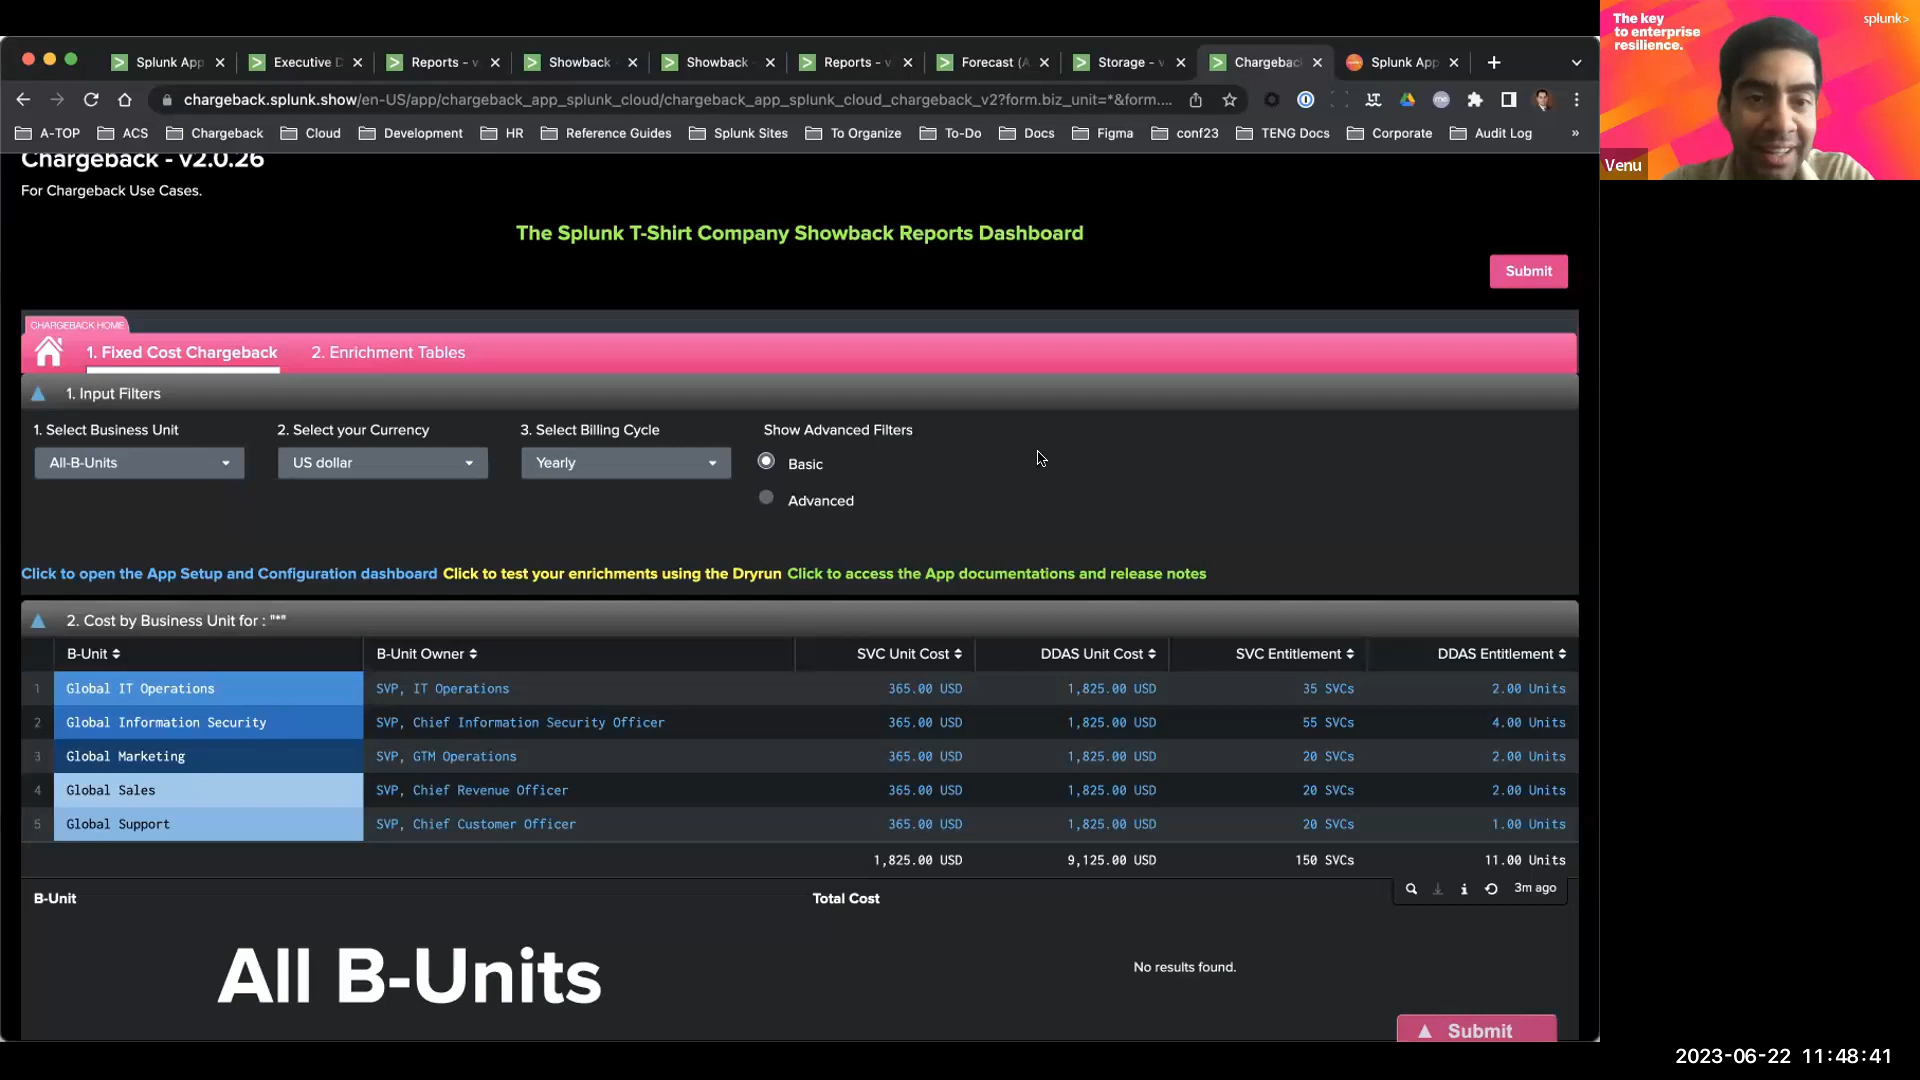 Splunk App
Executive D
Reports - v
Showback
Showback
Reports - v
Forecast (A
Storage - v
Chargebac
Splunk App
chargeback.splunk.show/en-US/app/chargeback_app_splunk_cloud/chargeback_app_splunk_cloud_chargeback_v2?form.biz_unit=*&form....
A-TOP
ACS
Chargeback
Cloud
Development
HR
Reference Guides
Splunk Sites
To Organize
To-Do
Docs
Figma
conf23
TENG Docs
Corporate
Audit Log
»
The key
to enterprise
resilience.
splunk>
Venu
Chargeback - v2.0.26
For Chargeback Use Cases.
The Splunk T-Shirt Company Showback Reports Dashboard
Submit
CHARGEBACK HOME
1. Fixed Cost Chargeback
2. Enrichment Tables
1. Input Filters
1. Select Business Unit
2. Select your Currency
3. Select Billing Cycle
Show Advanced Filters
All-B-Units
US dollar
Yearly
Basic
Advanced
Click to open the App Setup and Configuration dashboard Click to test your enrichments using the Dryrun Click to access the App documentations and release notes
2. Cost by Business Unit for : "*"
B-Unit B-Unit Owner SVC Unit Cost DDAS Unit Cost SVC Entitlement DDAS Entitlement
1 Global IT Operations SVP, IT Operations 365.00 USD 1,825.00 USD 35 SVCs 2.00 Units
2 Global Information Security SVP, Chief Information Security Officer 365.00 USD 1,825.00 USD 55 SVCs 4.00 Units
3 Global Marketing SVP, GTM Operations 365.00 USD 1,825.00 USD 20 SVCs 2.00 Units
4 Global Sales SVP, Chief Revenue Officer 365.00 USD 1,825.00 USD 20 SVCs 2.00 Units
5 Global Support SVP, Chief Customer Officer 365.00 USD 1,825.00 USD 20 SVCs 1.00 Units
1,825.00 USD 9,125.00 USD 150 SVCs 11.00 Units
3m ago
B-Unit
Total Cost
All B-Units
No results found.
Submit
2023-06-22 11:48:41